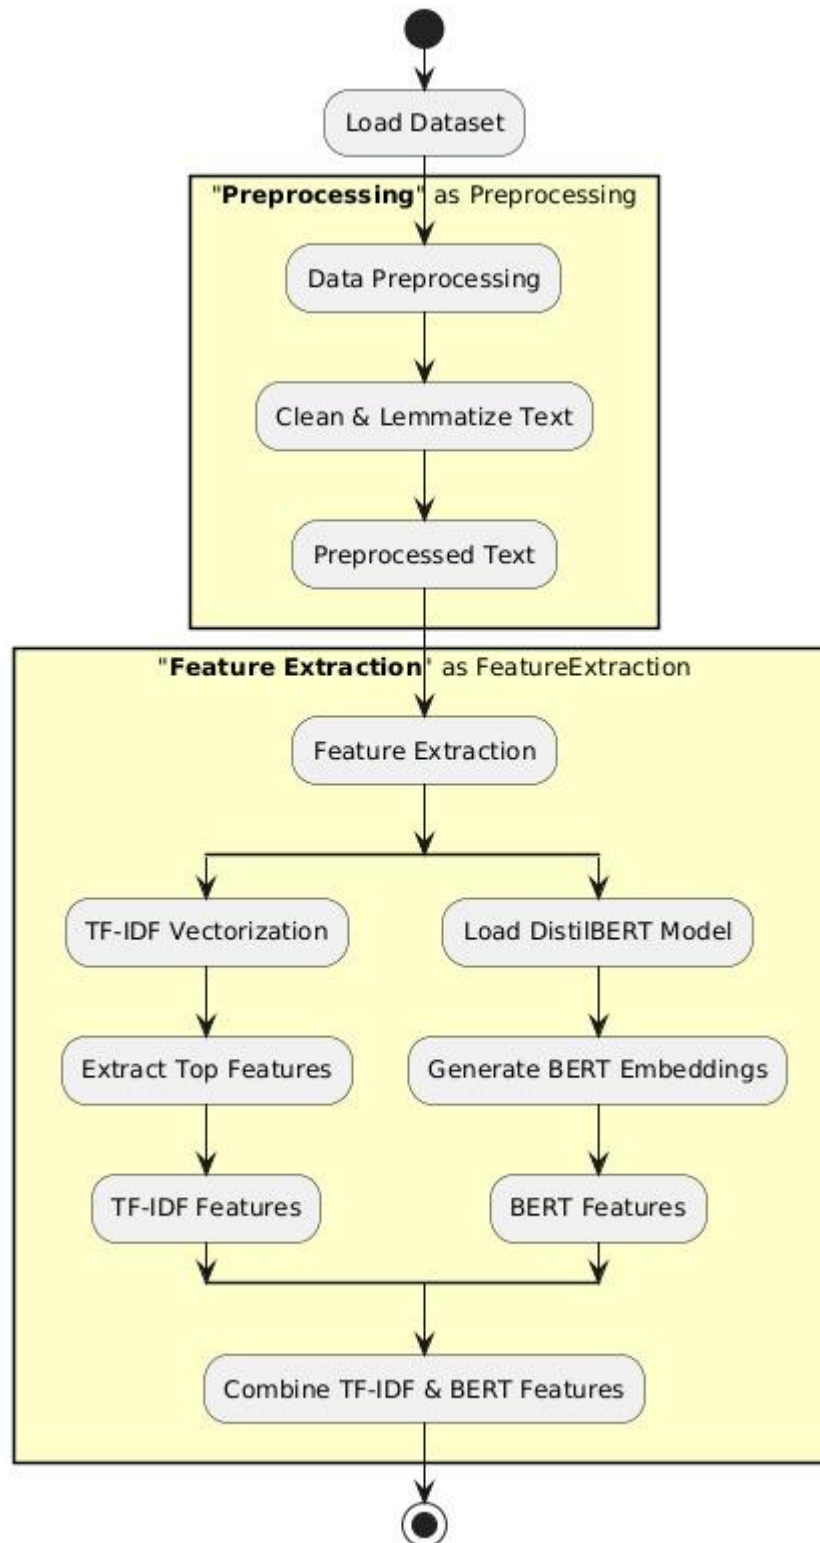 Load Dataset
"Preprocessing" as Preprocessing
Data Preprocessing
Clean & Lemmatize Text
Preprocessed Text
"Feature Extraction" as FeatureExtraction
Feature Extraction
TF-IDF Vectorization
Load DistilBERT Model
Extract Top Features
Generate BERT Embeddings
TF-IDF Features
BERT Features
Combine TF-IDF & BERT Features